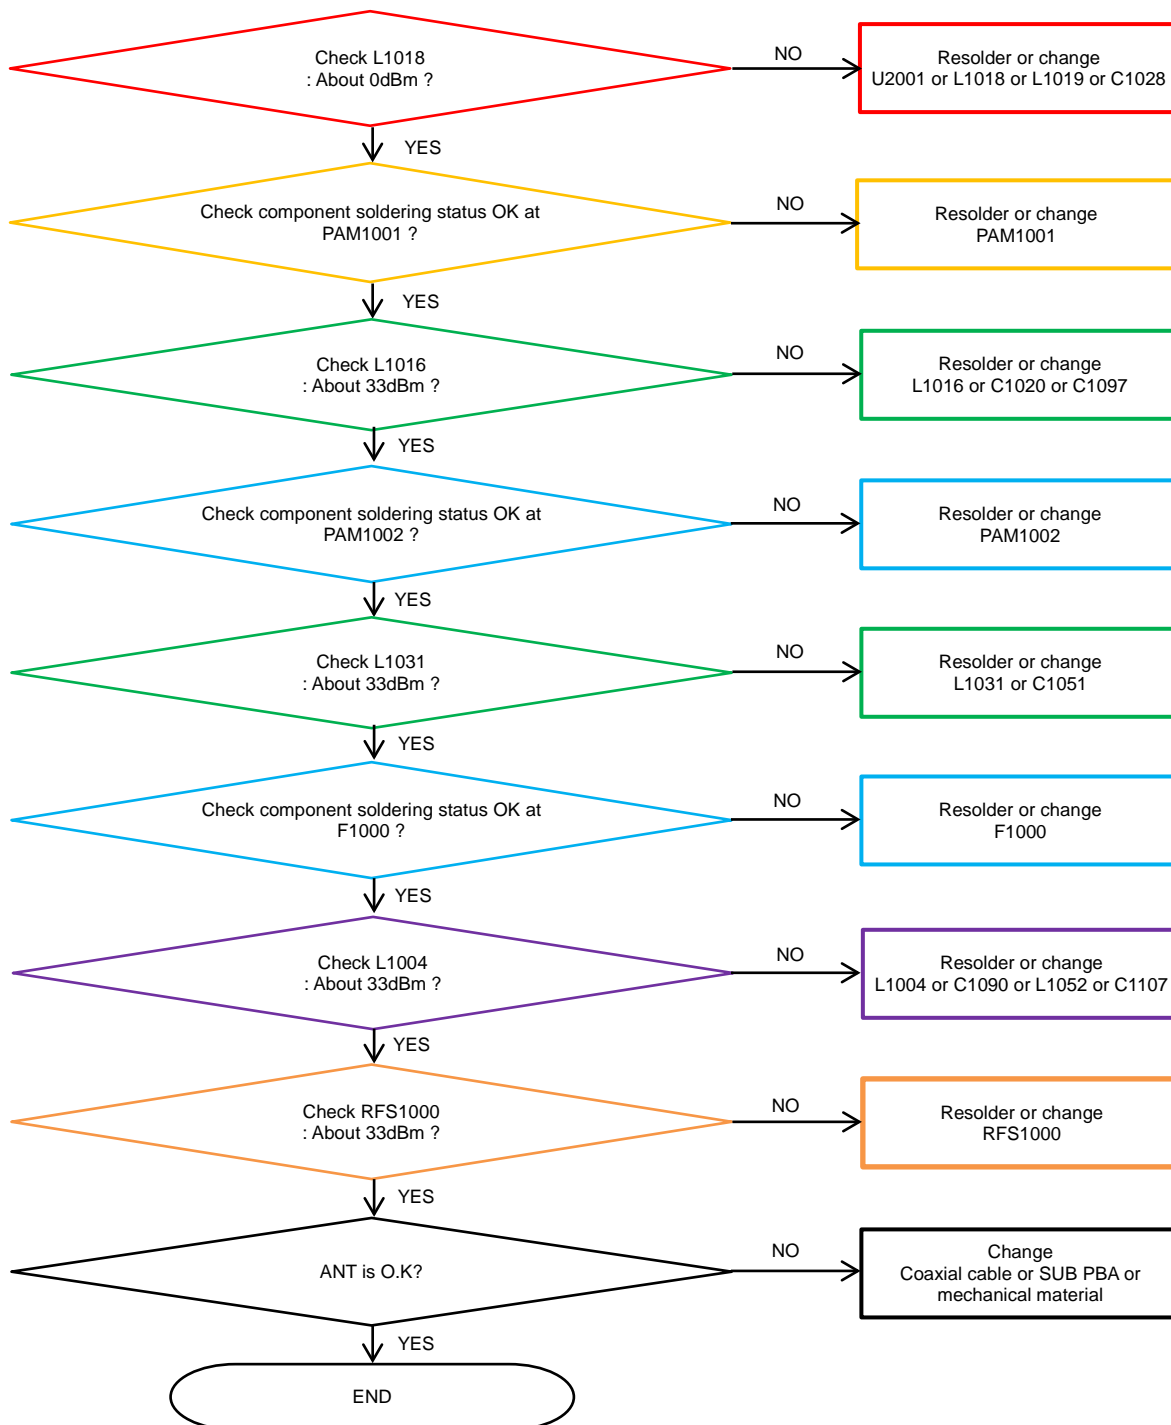 Check L1018
: About 0dBm ?
NO
Resolder or change
U2001 or L1018 or L1019 or C1028
YES
Check component soldering status OK at
PAM1001 ?
NO
Resolder or change
PAM1001
YES
Check L1016
: About 33dBm ?
NO
Resolder or change
L1016 or C1020 or C1097
YES
Check component soldering status OK at
PAM1002 ?
NO
Resolder or change
PAM1002
YES
Check L1031
: About 33dBm ?
NO
Resolder or change
L1031 or C1051
YES
Check component soldering status OK at
F1000 ?
NO
Resolder or change
F1000
YES
Check L1004
: About 33dBm ?
NO
Resolder or change
L1004 or C1090 or L1052 or C1107
YES
Check RFS1000
: About 33dBm ?
NO
Resolder or change
RFS1000
YES
ANT is O.K?
NO
Change
Coaxial cable or SUB PBA or
mechanical material
YES
END